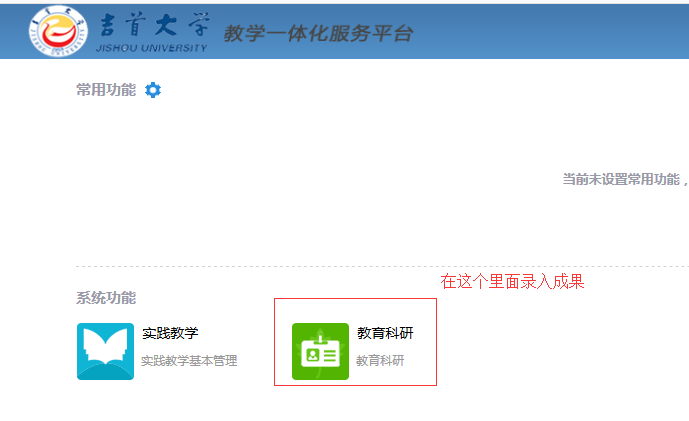 吉首大学
JISHOU UNIVERSITY
教学一体化服务平台
常用功能
当前未设置常用功能，
在这个里面录入成果
系统功能
实践教学
实践教学基本管理
教育科研
教育科研